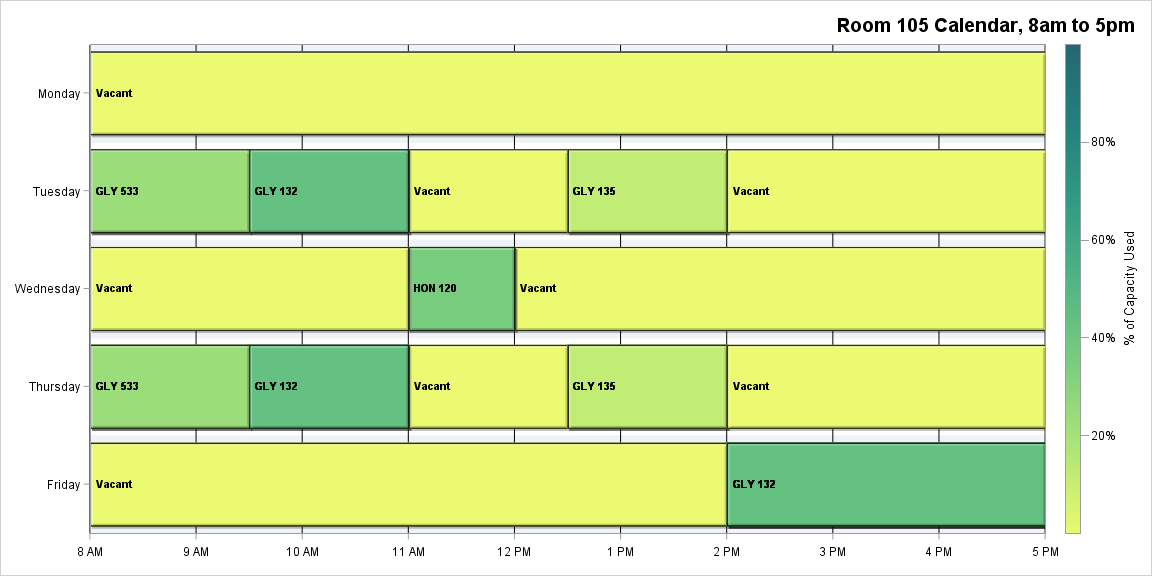 Room 105 Calendar, 8am to 5pm
Monday
Vacant
Tuesday
GLY 533
GLY 132
Vacant
GLY 135
Vacant
Wednesday
Vacant
HON 120
Vacant
Thursday
GLY 533
GLY 132
Vacant
GLY 135
Vacant
Friday
Vacant
GLY 132
8 AM
9 AM
10 AM
11 AM
12 PM
1 PM
2 PM
3 PM
4 PM
5 PM
80%
60%
40%
20%
% of Capacity Used